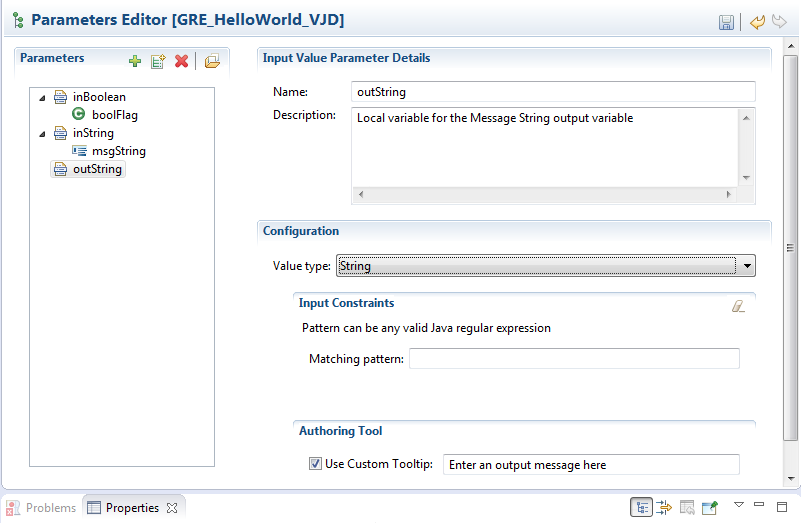 Parameters Editor [GRE_HelloWorld_VJD]
Parameters
inBoolean
boolFlag
inString
msgString
outString
Input Value Parameter Details
Name: outString
Description: Local variable for the Message String output variable
Configuration
Value type: String
Input Constraints
Pattern can be any valid Java regular expression
Matching pattern:
Authoring Tool
Use Custom Tooltip: Enter an output message here
Problems Properties